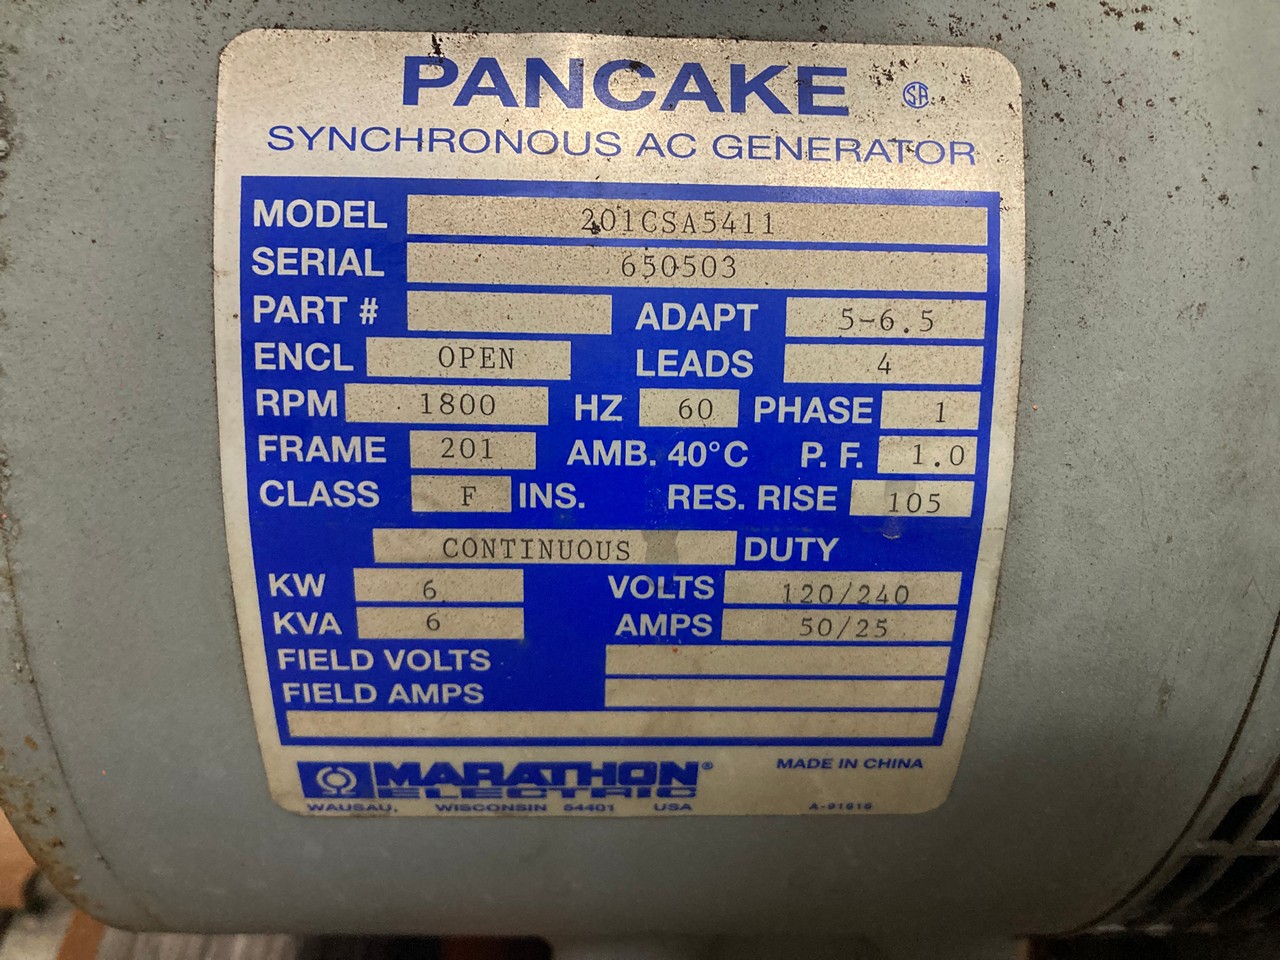 PANCAKE SA
SYNCHRONOUS AC GENERATOR
MODEL 201CSA5411
SERIAL 650503
PART # ADAPT 5-6.5
ENCL OPEN LEADS 4
RPM 1800 HZ 60 PHASE 1
FRAME 201 AMB. 40°C P. F. 1.0
CLASS F INS. RES. RISE 105
CONTINUOUS DUTY
KW 6 VOLTS 120/240
KVA 6 AMPS 50/25
FIELD VOLTS
FIELD AMPS
MARATHON® MADE IN CHINA
ELECTRIC
WAUSAU, WISCONSIN 54401 USA A-91616